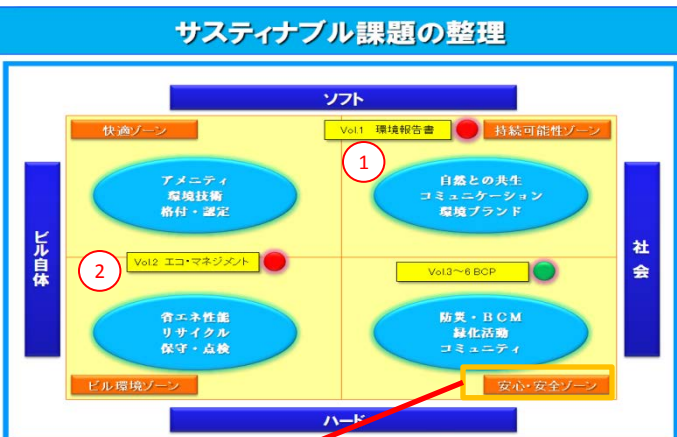 サスティナブル課題の整理
ソフト
快適ゾーン
Vol.1 環境報告書
持続可能性ゾーン
1
アメニティ
環境技術
格付・認定
自然との共生
コミュニケーション
環境ブランド
ビル自体
社会
2
Vol.2 エコ・マネジメント
Vol.3～6 BCP
省エネ性能
リサイクル
保守・点検
防災・BCM
緑化活動
コミュニティ
ビル環境ゾーン
安心・安全ゾーン
ハード